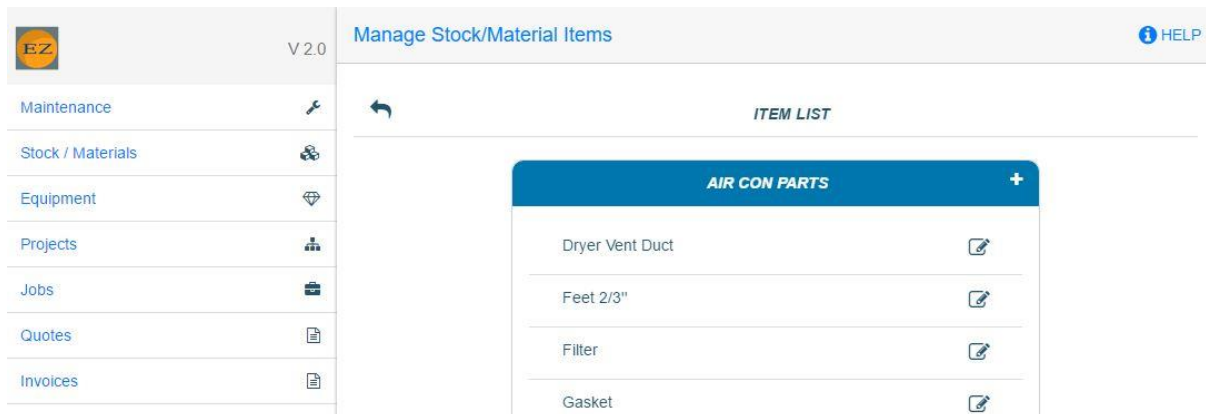 EZ
V 2.0
Manage Stock/Material Items
HELP
Maintenance
Stock / Materials
Equipment
Projects
Jobs
Quotes
Invoices
ITEM LIST
AIR CON PARTS
+
Dryer Vent Duct
Feet 2/3"
Filter
Gasket